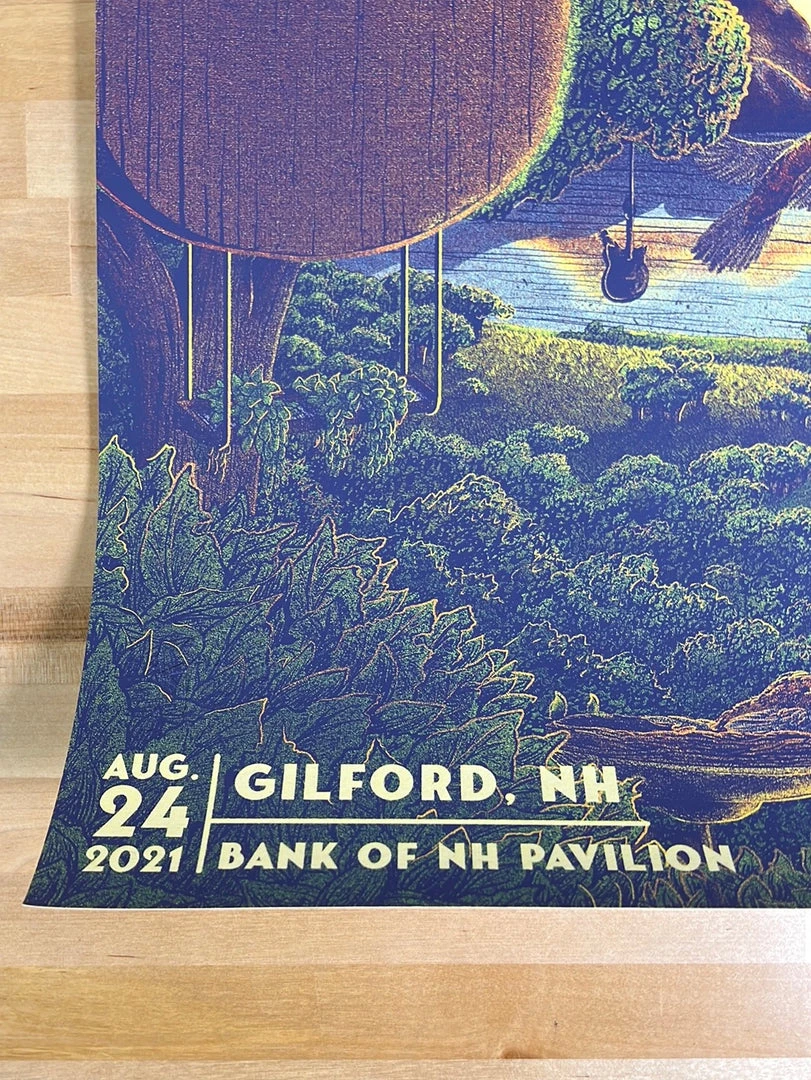 AUG.
24
2021
GILFORD, NH
BANK OF NH PAVILION